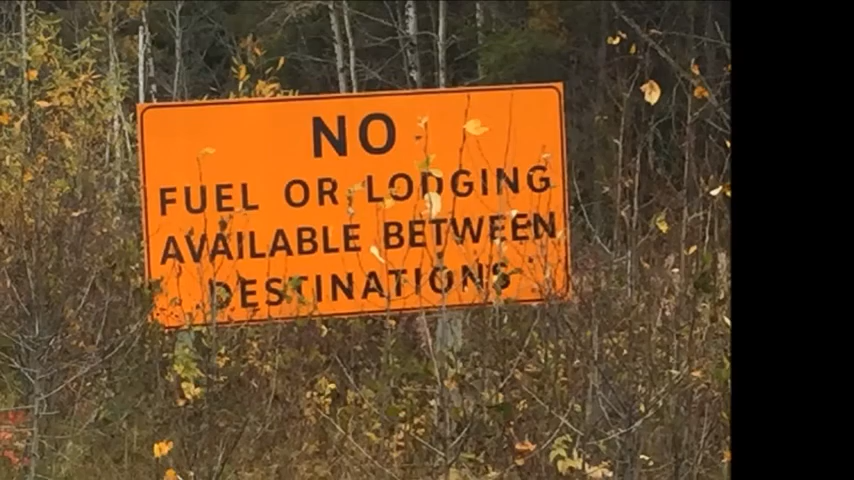 NO
FUEL OR LODGING
AVAILABLE BETWEEN
DESTINATIONS